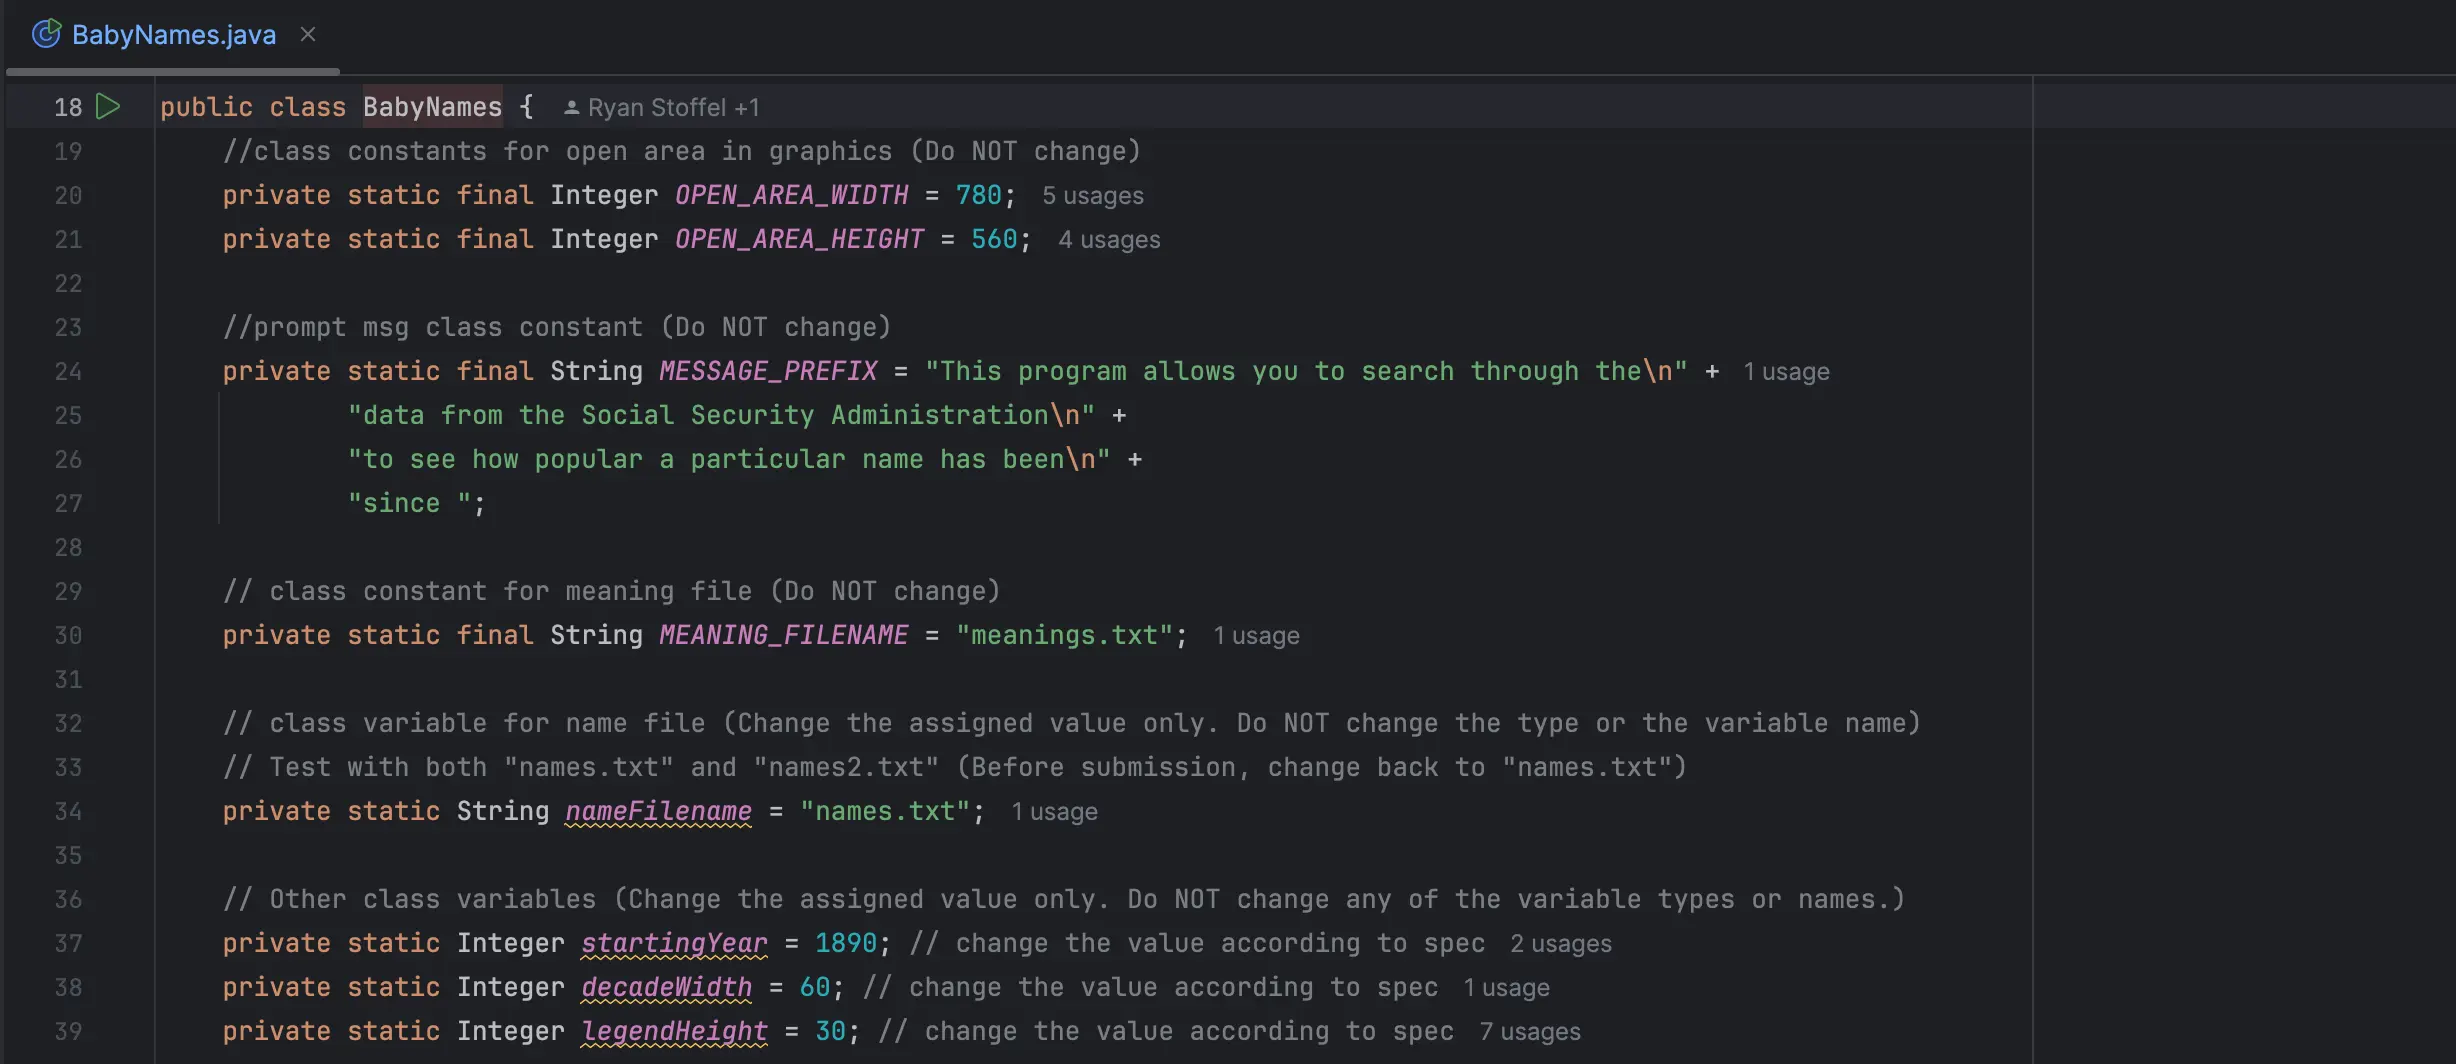 BabyNames.java
18 public class BabyNames { Ryan Stoffel +1
19 //class constants for open area in graphics (Do NOT change)
20 private static final Integer OPEN_AREA_WIDTH = 780; 5 usages
21 private static final Integer OPEN_AREA_HEIGHT = 560; 4 usages
22
23 //prompt msg class constant (Do NOT change)
24 private static final String MESSAGE_PREFIX = "This program allows you to search through the\n" + 1 usage
25 "data from the Social Security Administration\n" +
26 "to see how popular a particular name has been\n" +
27 "since ";
28
29 // class constant for meaning file (Do NOT change)
30 private static final String MEANING_FILENAME = "meanings.txt"; 1 usage
31
32 // class variable for name file (Change the assigned value only. Do NOT change the type or the variable name)
33 // Test with both "names.txt" and "names2.txt" (Before submission, change back to "names.txt")
34 private static String nameFilename = "names.txt"; 1 usage
35
36 // Other class variables (Change the assigned value only. Do NOT change any of the variable types or names.)
37 private static Integer startingYear = 1890; // change the value according to spec 2 usages
38 private static Integer decadeWidth = 60; // change the value according to spec 1 usage
39 private static Integer legendHeight = 30; // change the value according to spec 7 usages